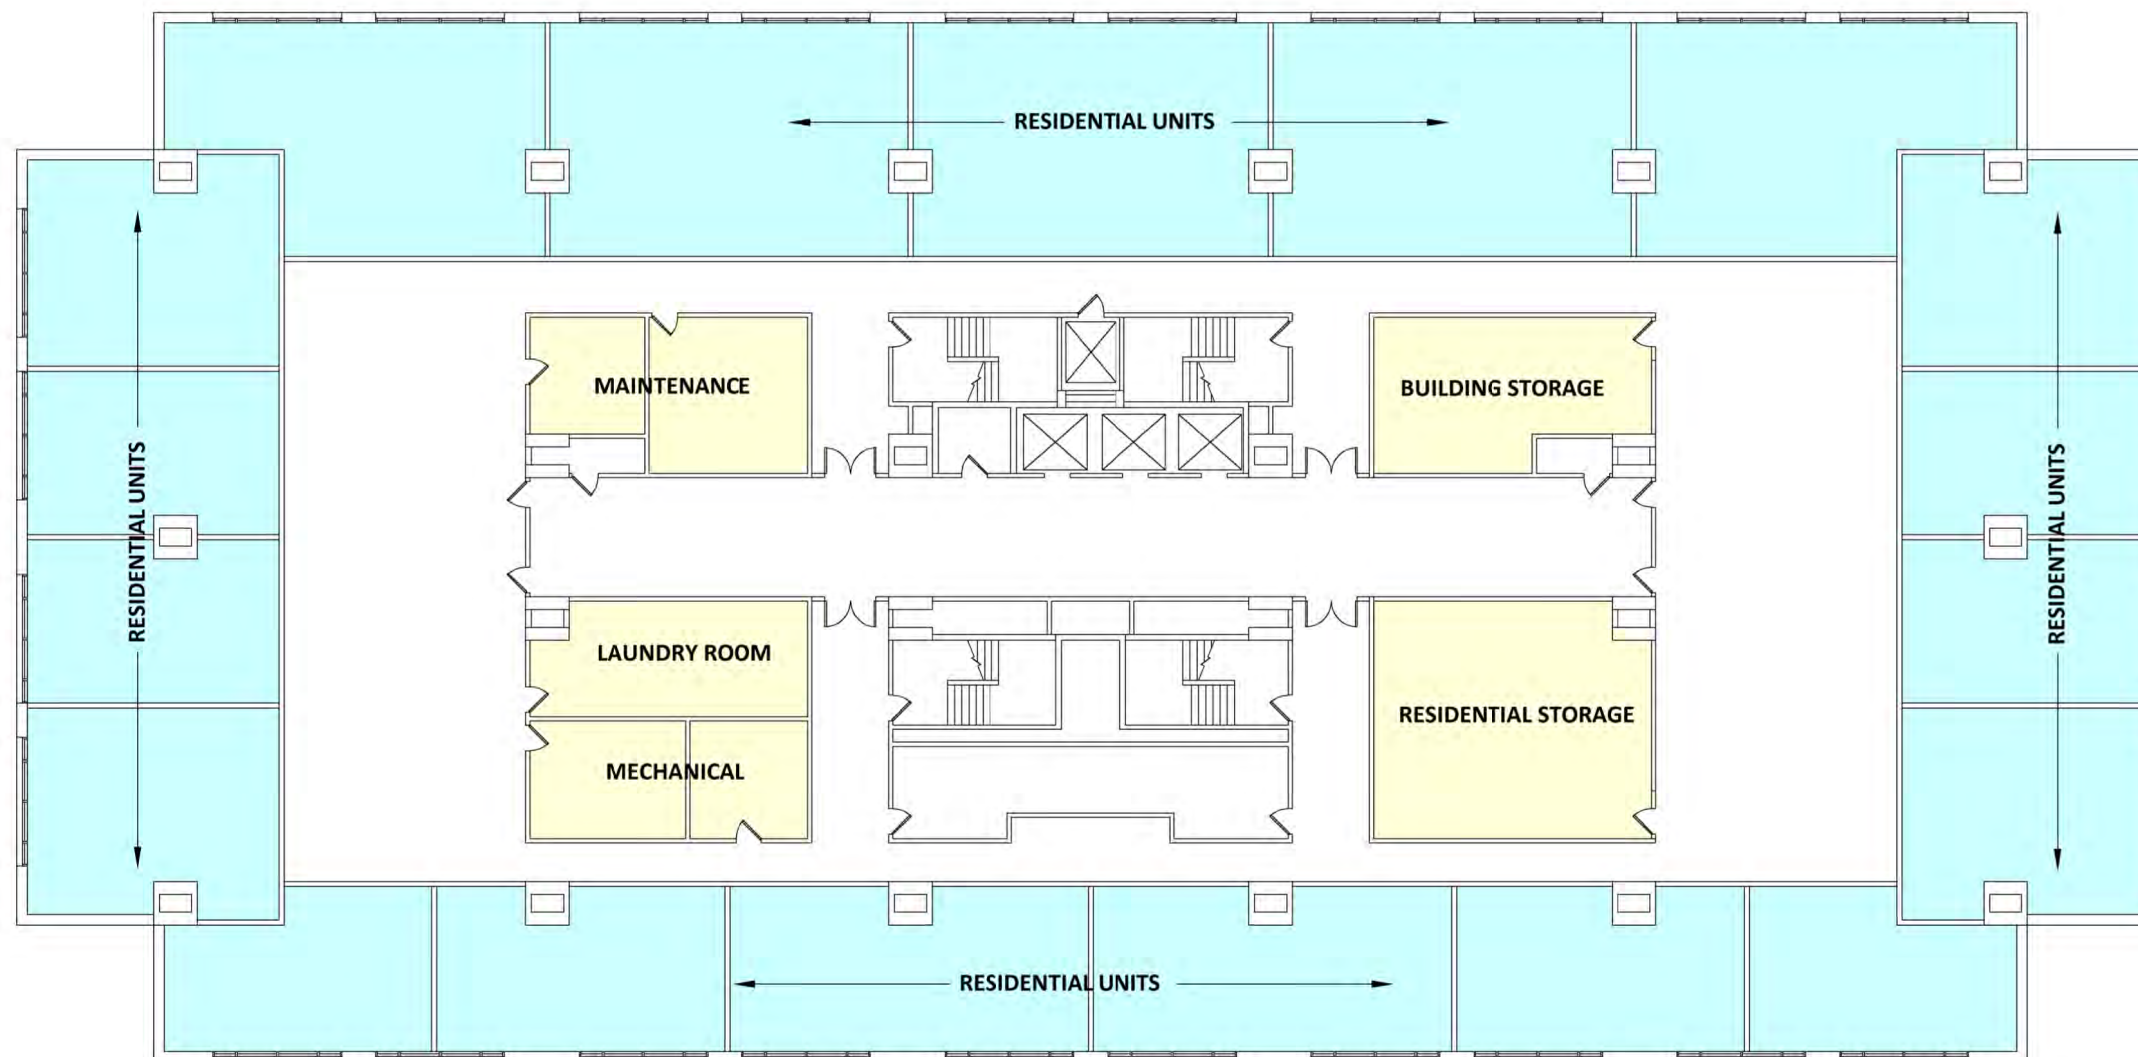 RESIDENTIAL UNITS
MAINTENANCE
BUILDING STORAGE
RESIDENTIAL UNITS
RESIDENTIAL UNITS
LAUNDRY ROOM
RESIDENTIAL STORAGE
MECHANICAL
RESIDENTIAL UNITS